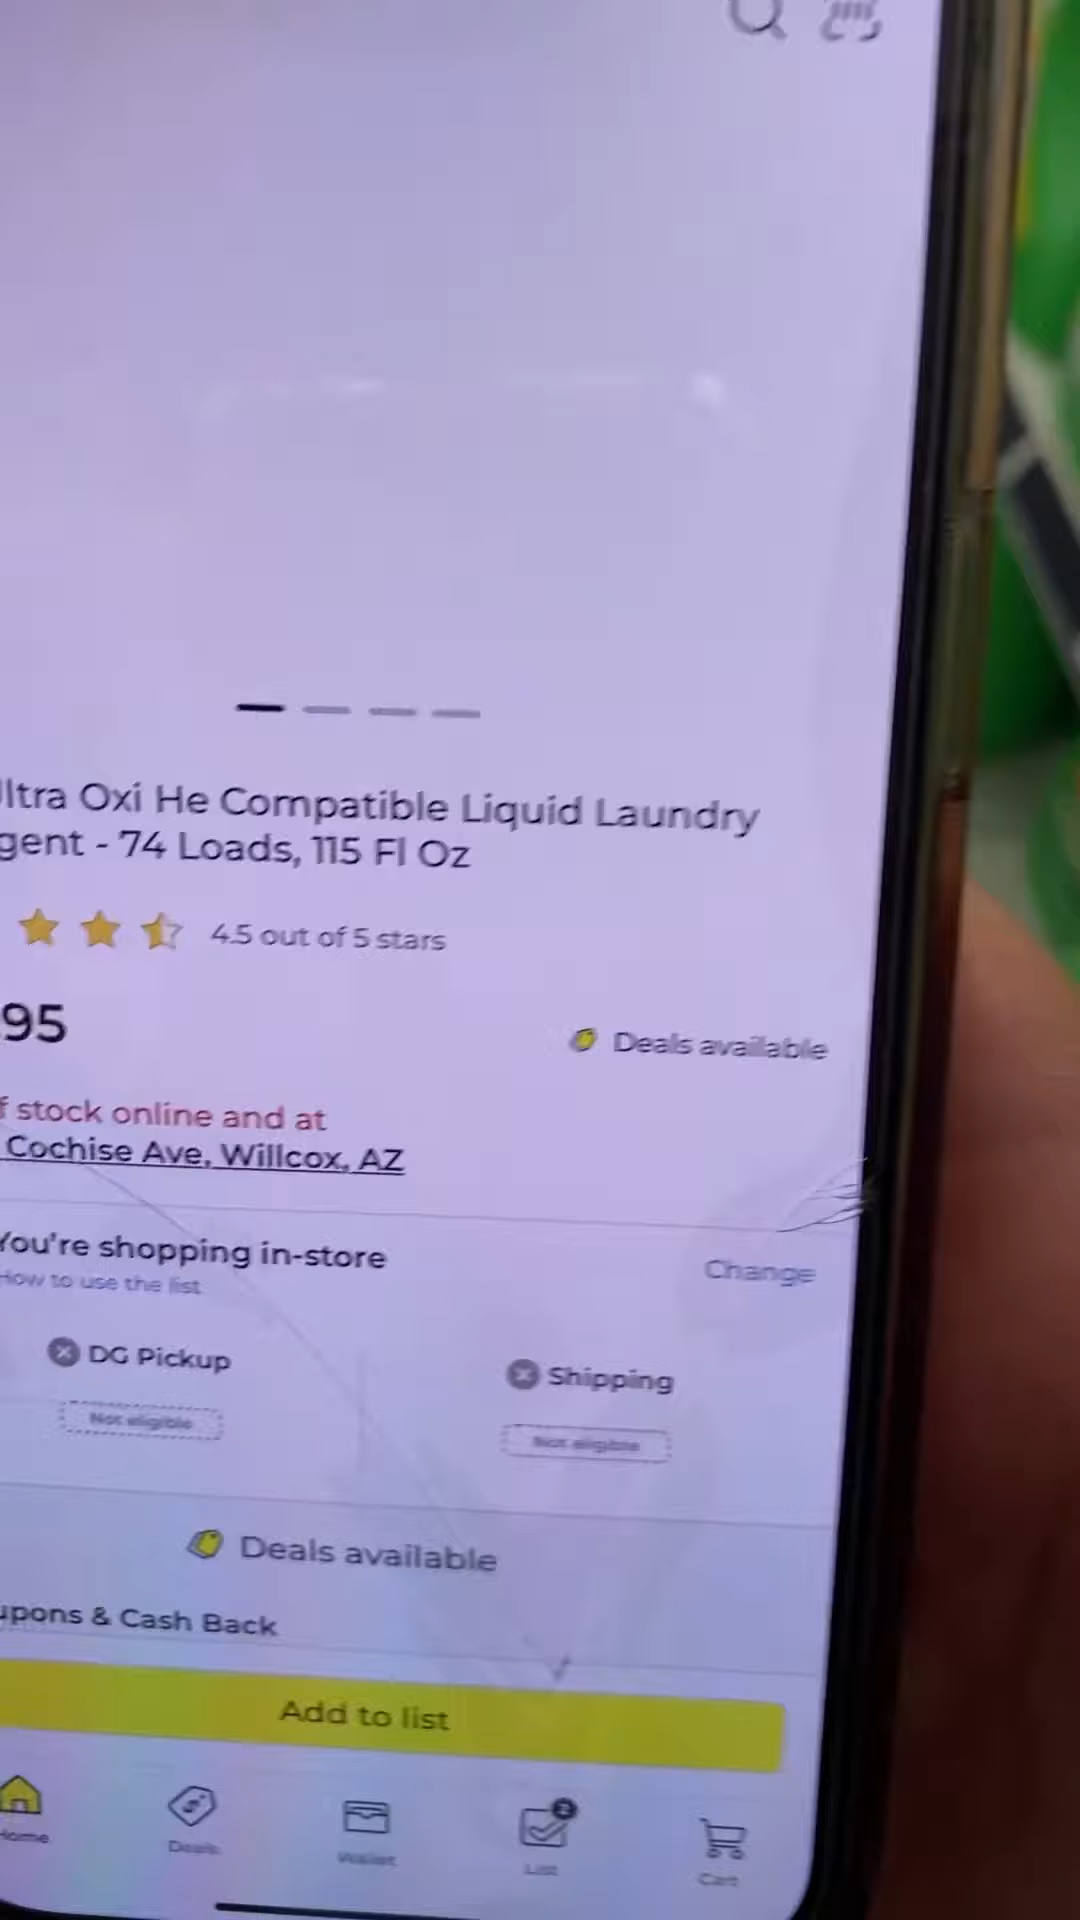 ltra Oxi He Compatible Liquid Laundry
gent - 74 Loads, 115 Fl Oz
4.5 out of 5 stars
95
Deals available
f stock online and at
Cochise Ave, Willcox, AZ
You're shopping in-store
How to use the list
Change
DG Pickup
Shipping
Not eligible
Not eligible
Deals available
upons & Cash Back
Add to list
2
Home
Deals
Wallet
List
Cart